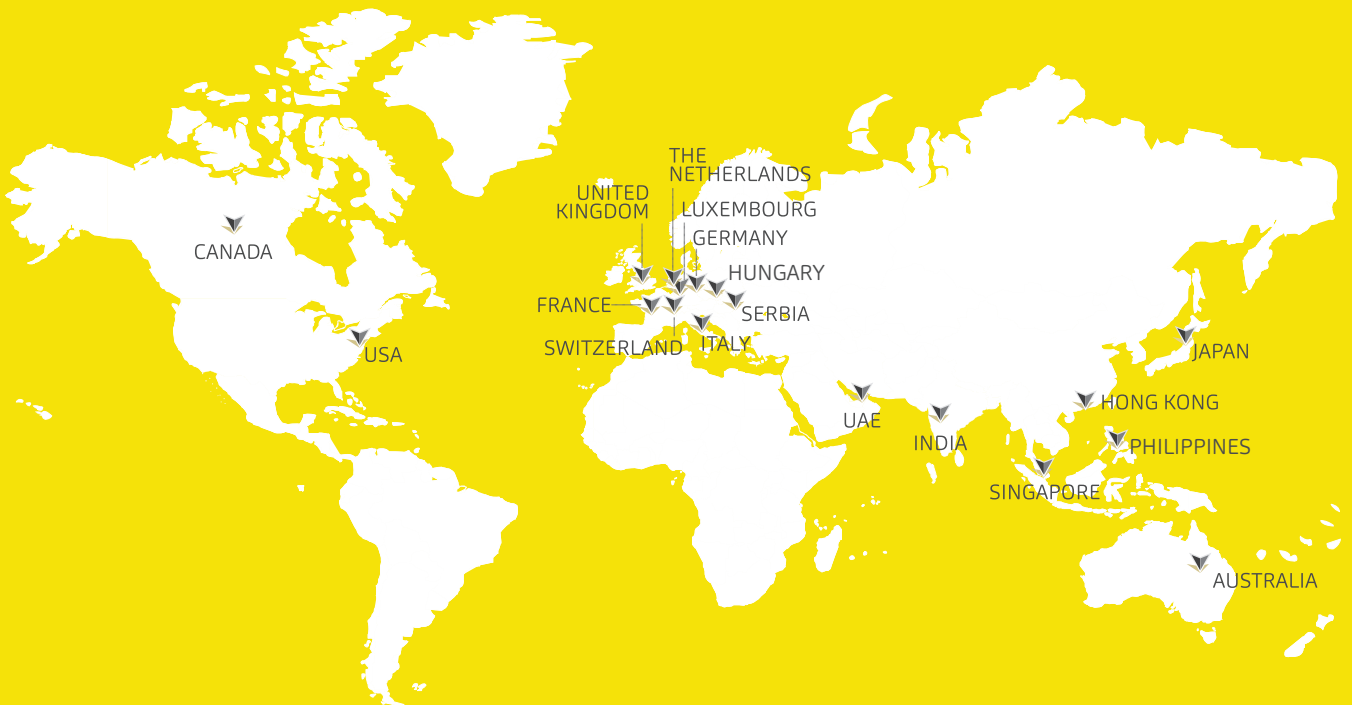 THE
NETHERLANDS
UNITED
KINGDOM
LUXEMBOURG
GERMANY
CANADA
HUNGARY
FRANCE
SERBIA
SWITZERLAND
ITALY
USA
JAPAN
UAE
HONG KONG
INDIA
PHILIPPINES
SINGAPORE
AUSTRALIA